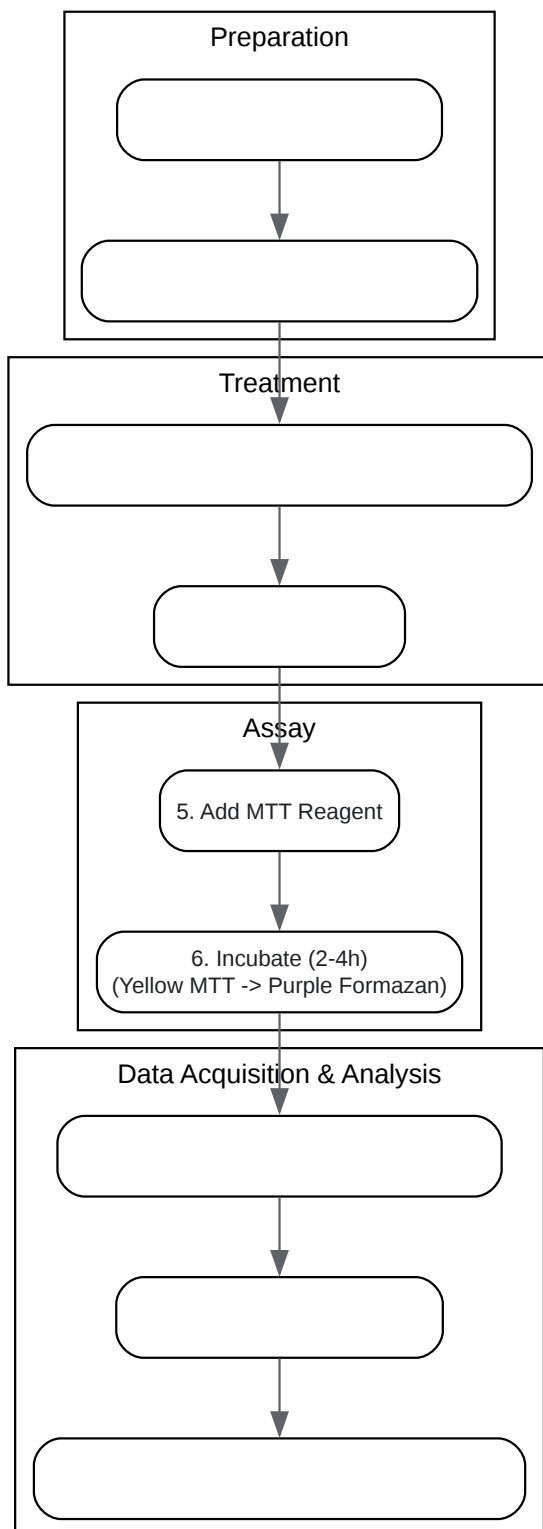 Preparation
Treatment
Assay
5. Add MTT Reagent
6. Incubate (2-4h)
(Yellow MTT -> Purple Formazan)
Data Acquisition & Analysis